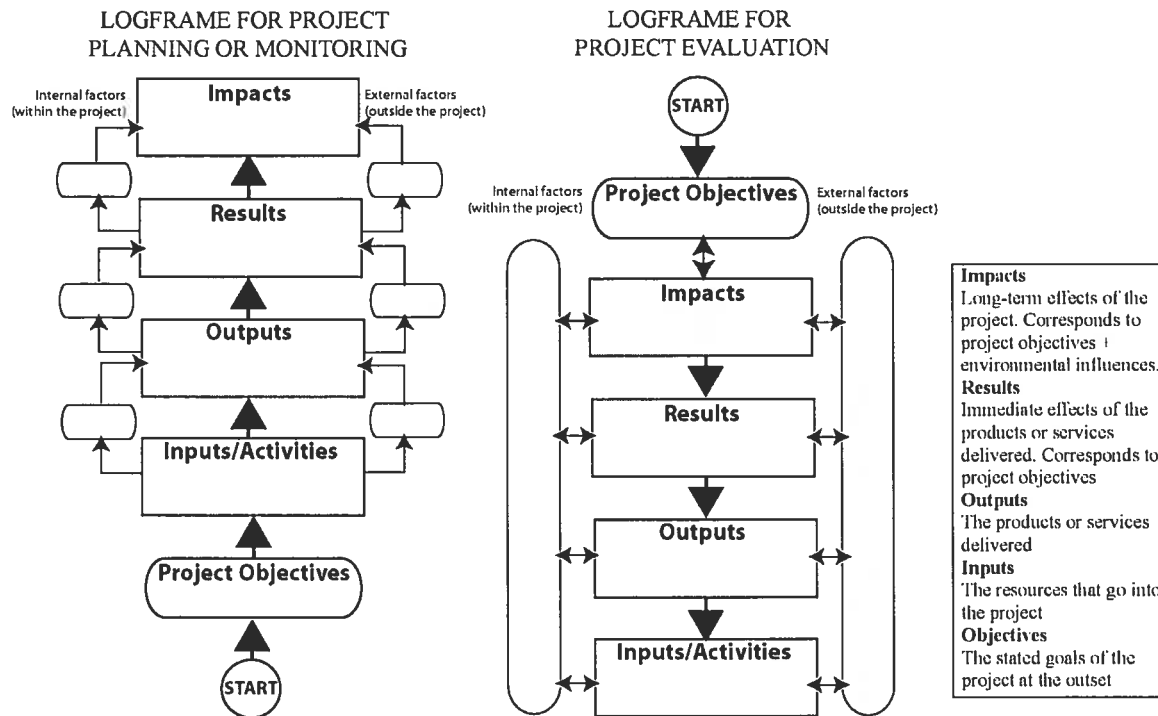 LOGFRAME FOR PROJECT
PLANNING OR MONITORING
Internal factors
(within the project)
Impacts
External factors
(outside the project)
Results
Outputs
Inputs/Activities
Project Objectives
START
LOGFRAME FOR
PROJECT EVALUATION
START
Internal factors
(within the project)
Project Objectives
External factors
(outside the project)
Impacts
Results
Outputs
Inputs/Activities
Impacts
Long-term effects of the
project. Corresponds to
project objectives +
environmental influences.
Results
Immediate effects of the
products or services
delivered. Corresponds to
project objectives
Outputs
The products or services
delivered
Inputs
The resources that go into
the project
Objectives
The stated goals of the
project at the outset